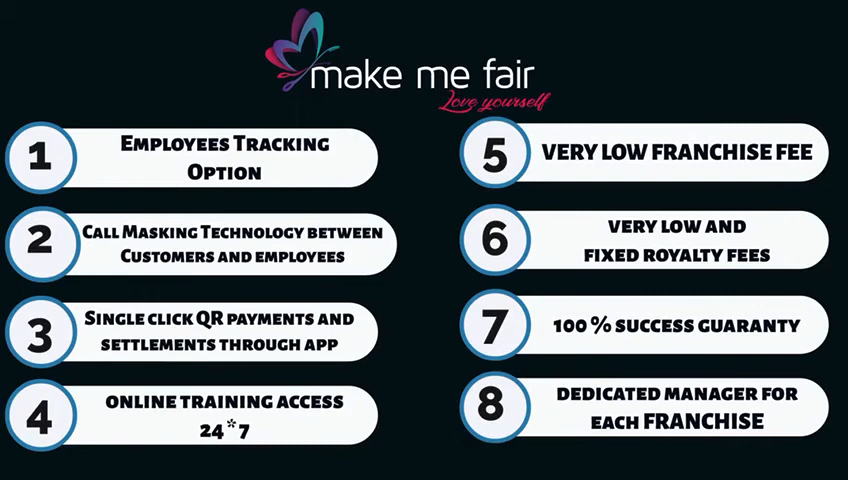 make me fair
Love yourself
1
EMPLOYEES TRACKING
OPTION
2
CALL MASKING TECHNOLOGY BETWEEN
CUSTOMERS AND EMPLOYEES
3
SINGLE CLICK QR PAYMENTS AND
SETTLEMENTS THROUGH APP
4
ONLINE TRAINING ACCESS
24*7
5
VERY LOW FRANCHISE FEE
6
VERY LOW AND
FIXED ROYALTY FEES
7
100 % SUCCESS GUARANTY
8
DEDICATED MANAGER FOR
EACH FRANCHISE